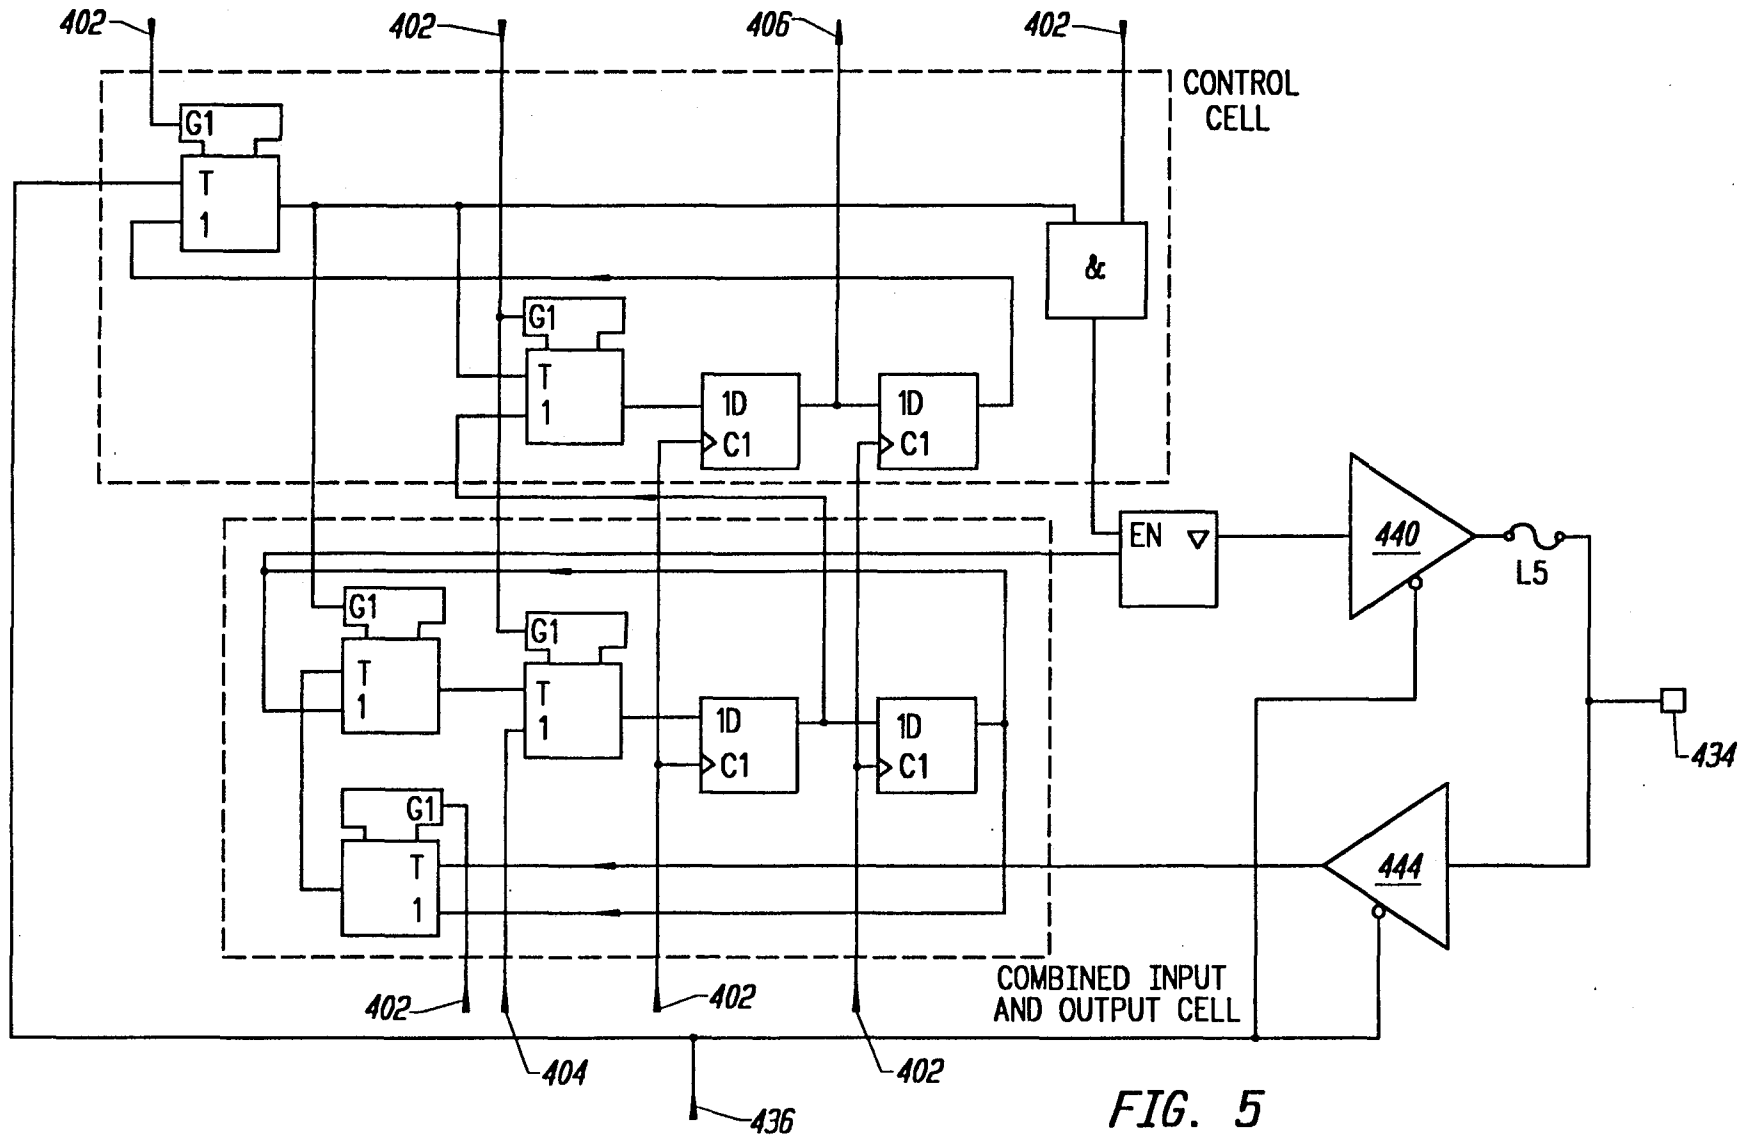 402
402
406
402
CONTROL
CELL
G1
T
1
&
G1
T
1
1D
C1
1D
C1
EN ▽
440
L5
G1
T
1
G1
T
1
1D
C1
1D
C1
434
G1
T
1
444
COMBINED INPUT
AND OUTPUT CELL
402
404
402
402
436
FIG. 5